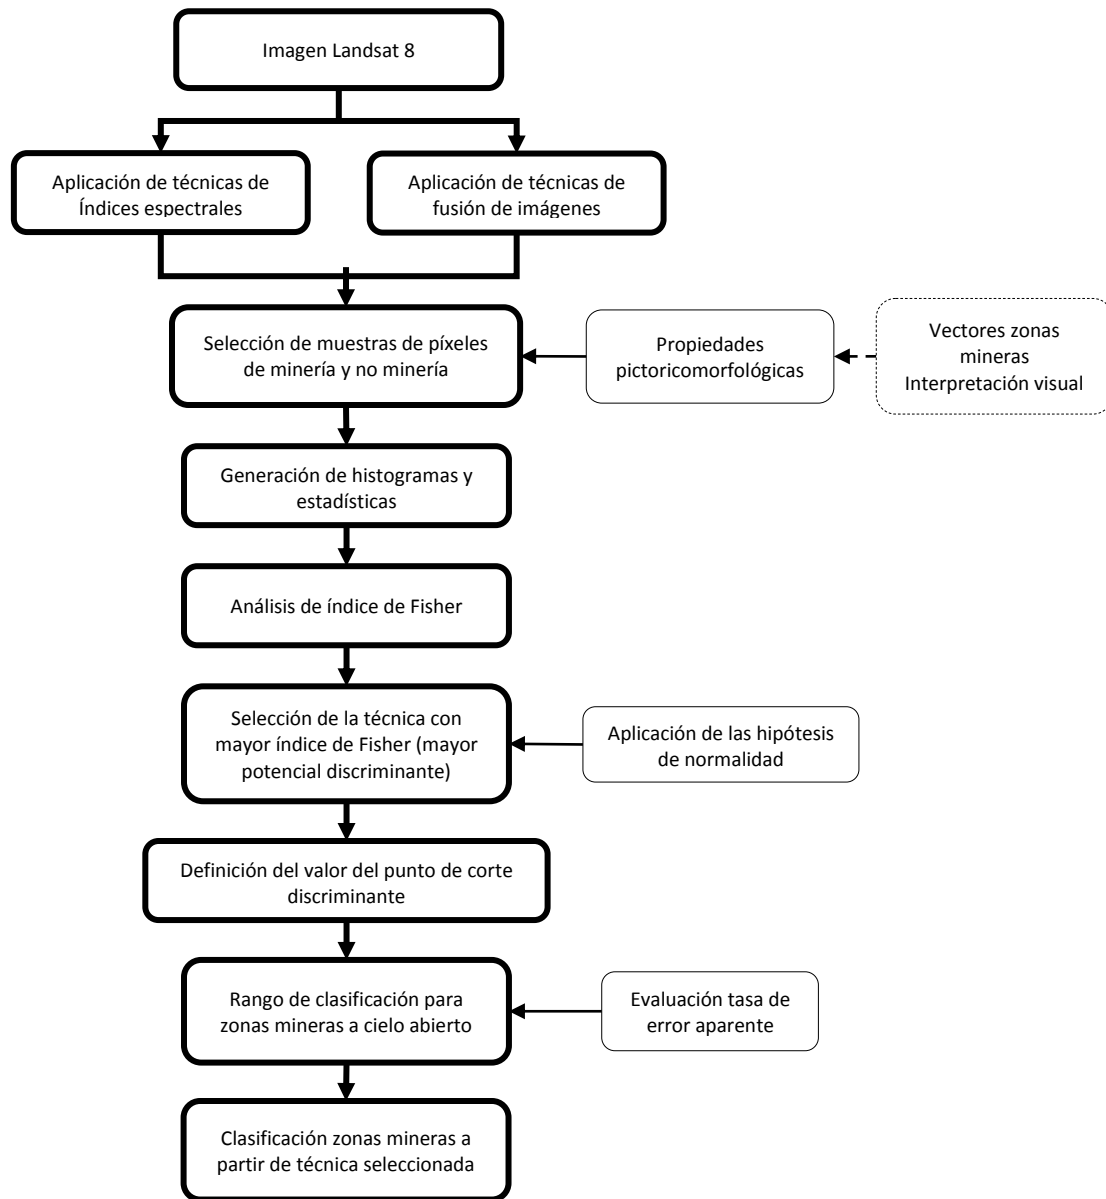 Imagen Landsat 8
Aplicación de técnicas de
Índices espectrales
Aplicación de técnicas de
fusión de imágenes
Selección de muestras de píxeles
de minería y no minería
Propiedades
pictoricomorfológicas
Vectores zonas
mineras
Interpretación visual
Generación de histogramas y
estadísticas
Análisis de índice de Fisher
Selección de la técnica con
mayor índice de Fisher (mayor
potencial discriminante)
Aplicación de las hipótesis
de normalidad
Definición del valor del punto de corte
discriminante
Rango de clasificación para
zonas mineras a cielo abierto
Evaluación tasa de
error aparente
Clasificación zonas mineras a
partir de técnica seleccionada